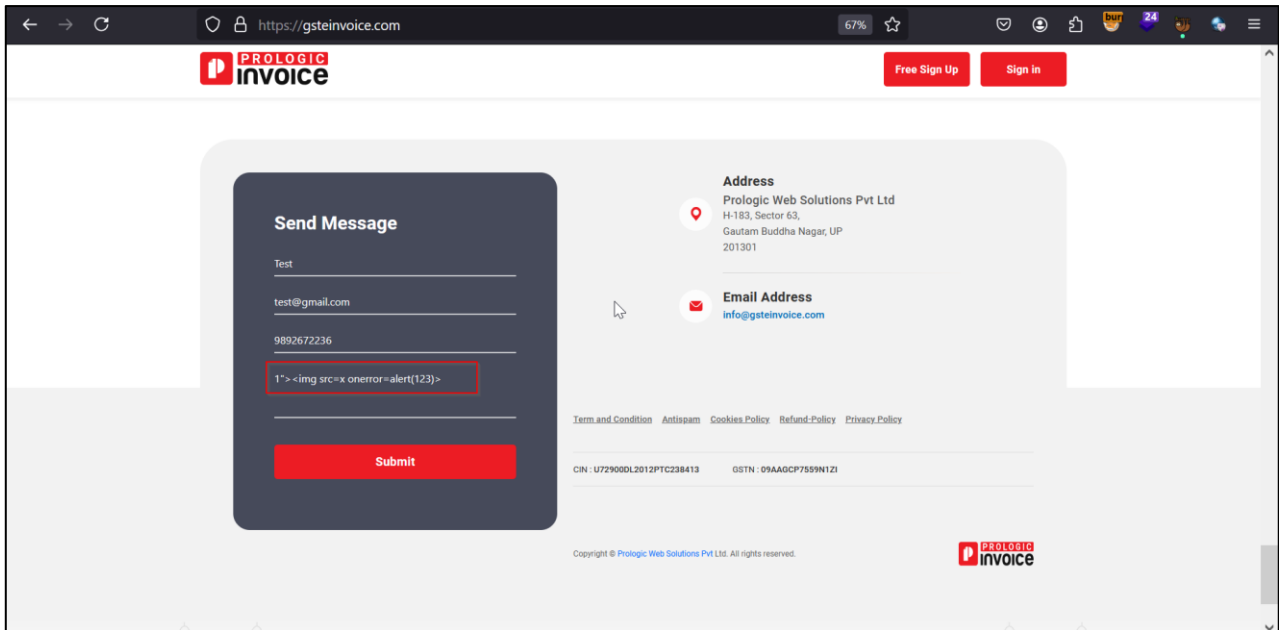 https://gsteinvoice.com
67%
bur
24
PROLOGIC
invoice
Free Sign Up
Sign in
Send Message
Test
test@gmail.com
9892672236
1"><img src=x onerror=alert(123)>
Submit
Address
Prologic Web Solutions Pvt Ltd
H-183, Sector 63,
Gautam Buddha Nagar, UP
201301
Email Address
info@gsteinvoice.com
Term and Condition Antispam Cookies Policy Refund-Policy Privacy Policy
CIN : U72900DL2012PTC238413 GSTN : 09AAGCP7559N1ZI
Copyright © Prologic Web Solutions Pvt Ltd. All rights reserved.
PROLOGIC
invoice